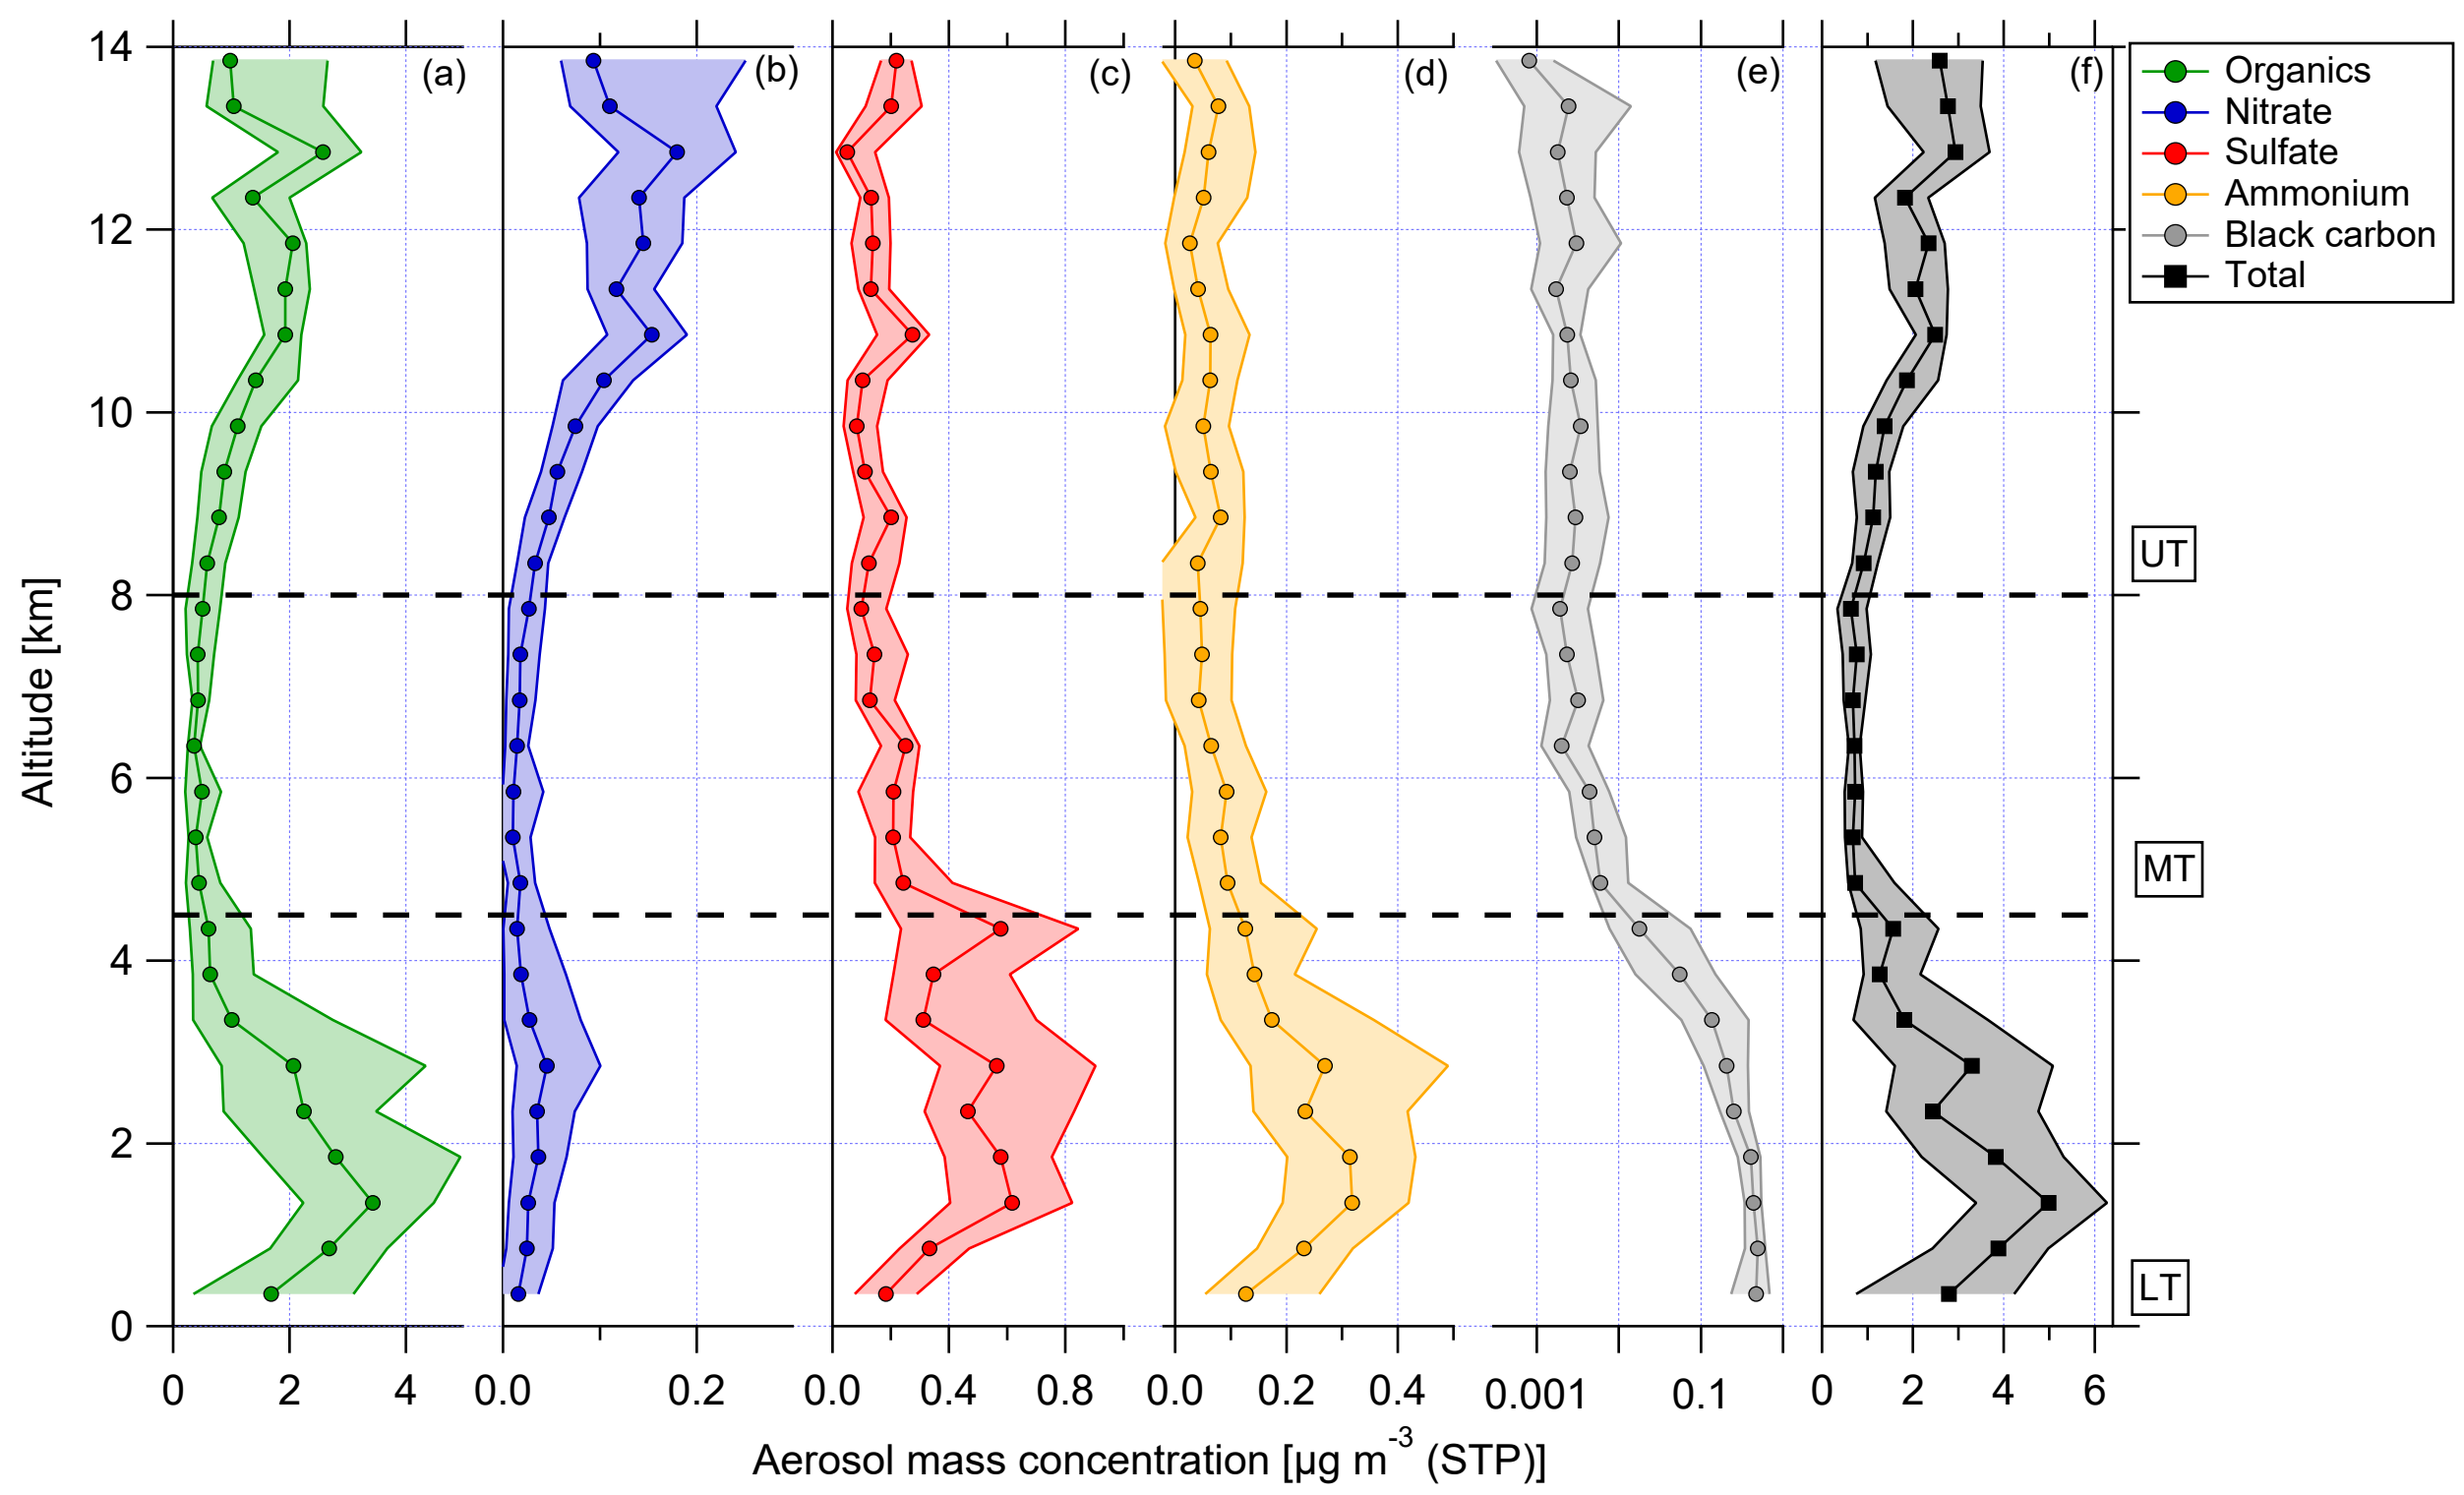 (a)
(b)
(c)
(d)
(e)
(f)
Organics
Nitrate
Sulfate
Ammonium
Black carbon
Total
14
12
10
8
6
4
2
0
Altitude [km]
UT
MT
LT
0 2 4
0.0 0.2
0.0 0.4 0.8
0.0 0.2 0.4
0.001 0.1
0 2 4 6
Aerosol mass concentration [µg m-3 (STP)]